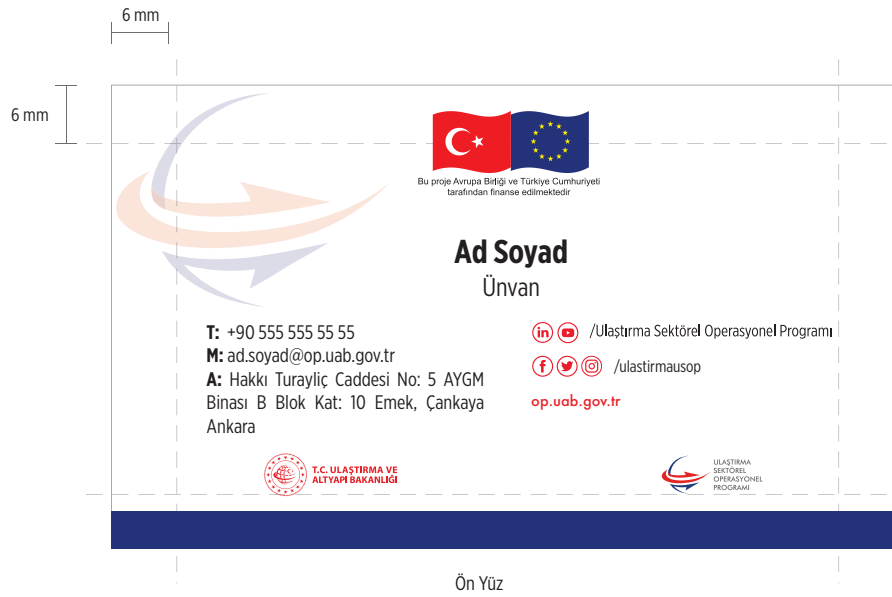 6 mm
6 mm
Bu proje Avrupa Birliği ve Türkiye Cumhuriyeti
tarafından finanse edilmektedir
Ad Soyad
Ünvan
T: +90 555 555 55 55
M: ad.soyad@op.uab.gov.tr
A: Hakkı Turayliç Caddesi No: 5 AYGM
Binası B Blok Kat: 10 Emek, Çankaya
Ankara
/Ulaştırma Sektörel Operasyonel Programı
/ulastirmausop
op.uab.gov.tr
T.C. ULAŞTIRMA VE
ALTYAPI BAKANLIĞI
ULAŞTIRMA
SEKTÖREL
OPERASYONEL
PROGRAMI
Ön Yüz